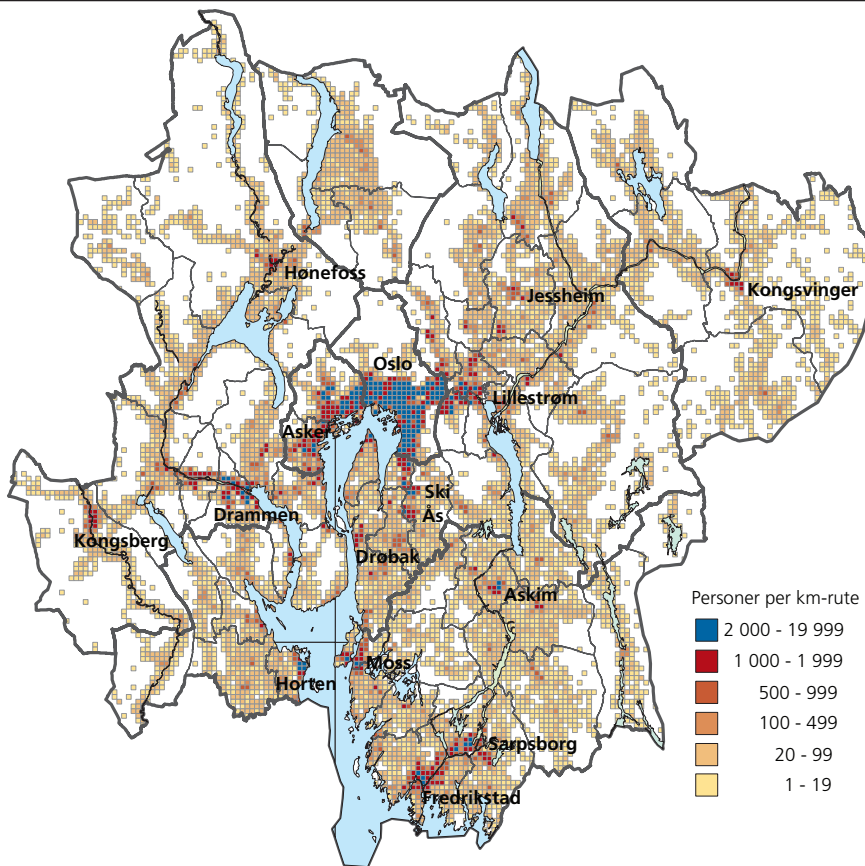 Hønefoss
Jessheim
Kongsvinger
Oslo
Lillestrøm
Asker
Ski
Ås
Drammen
Kongsberg
Drøbak
Askim
Moss
Horten
Sarpsborg
Fredrikstad
Personer per km-rute
2 000 - 19 999
1 000 - 1 999
500 - 999
100 - 499
20 - 99
1 - 19